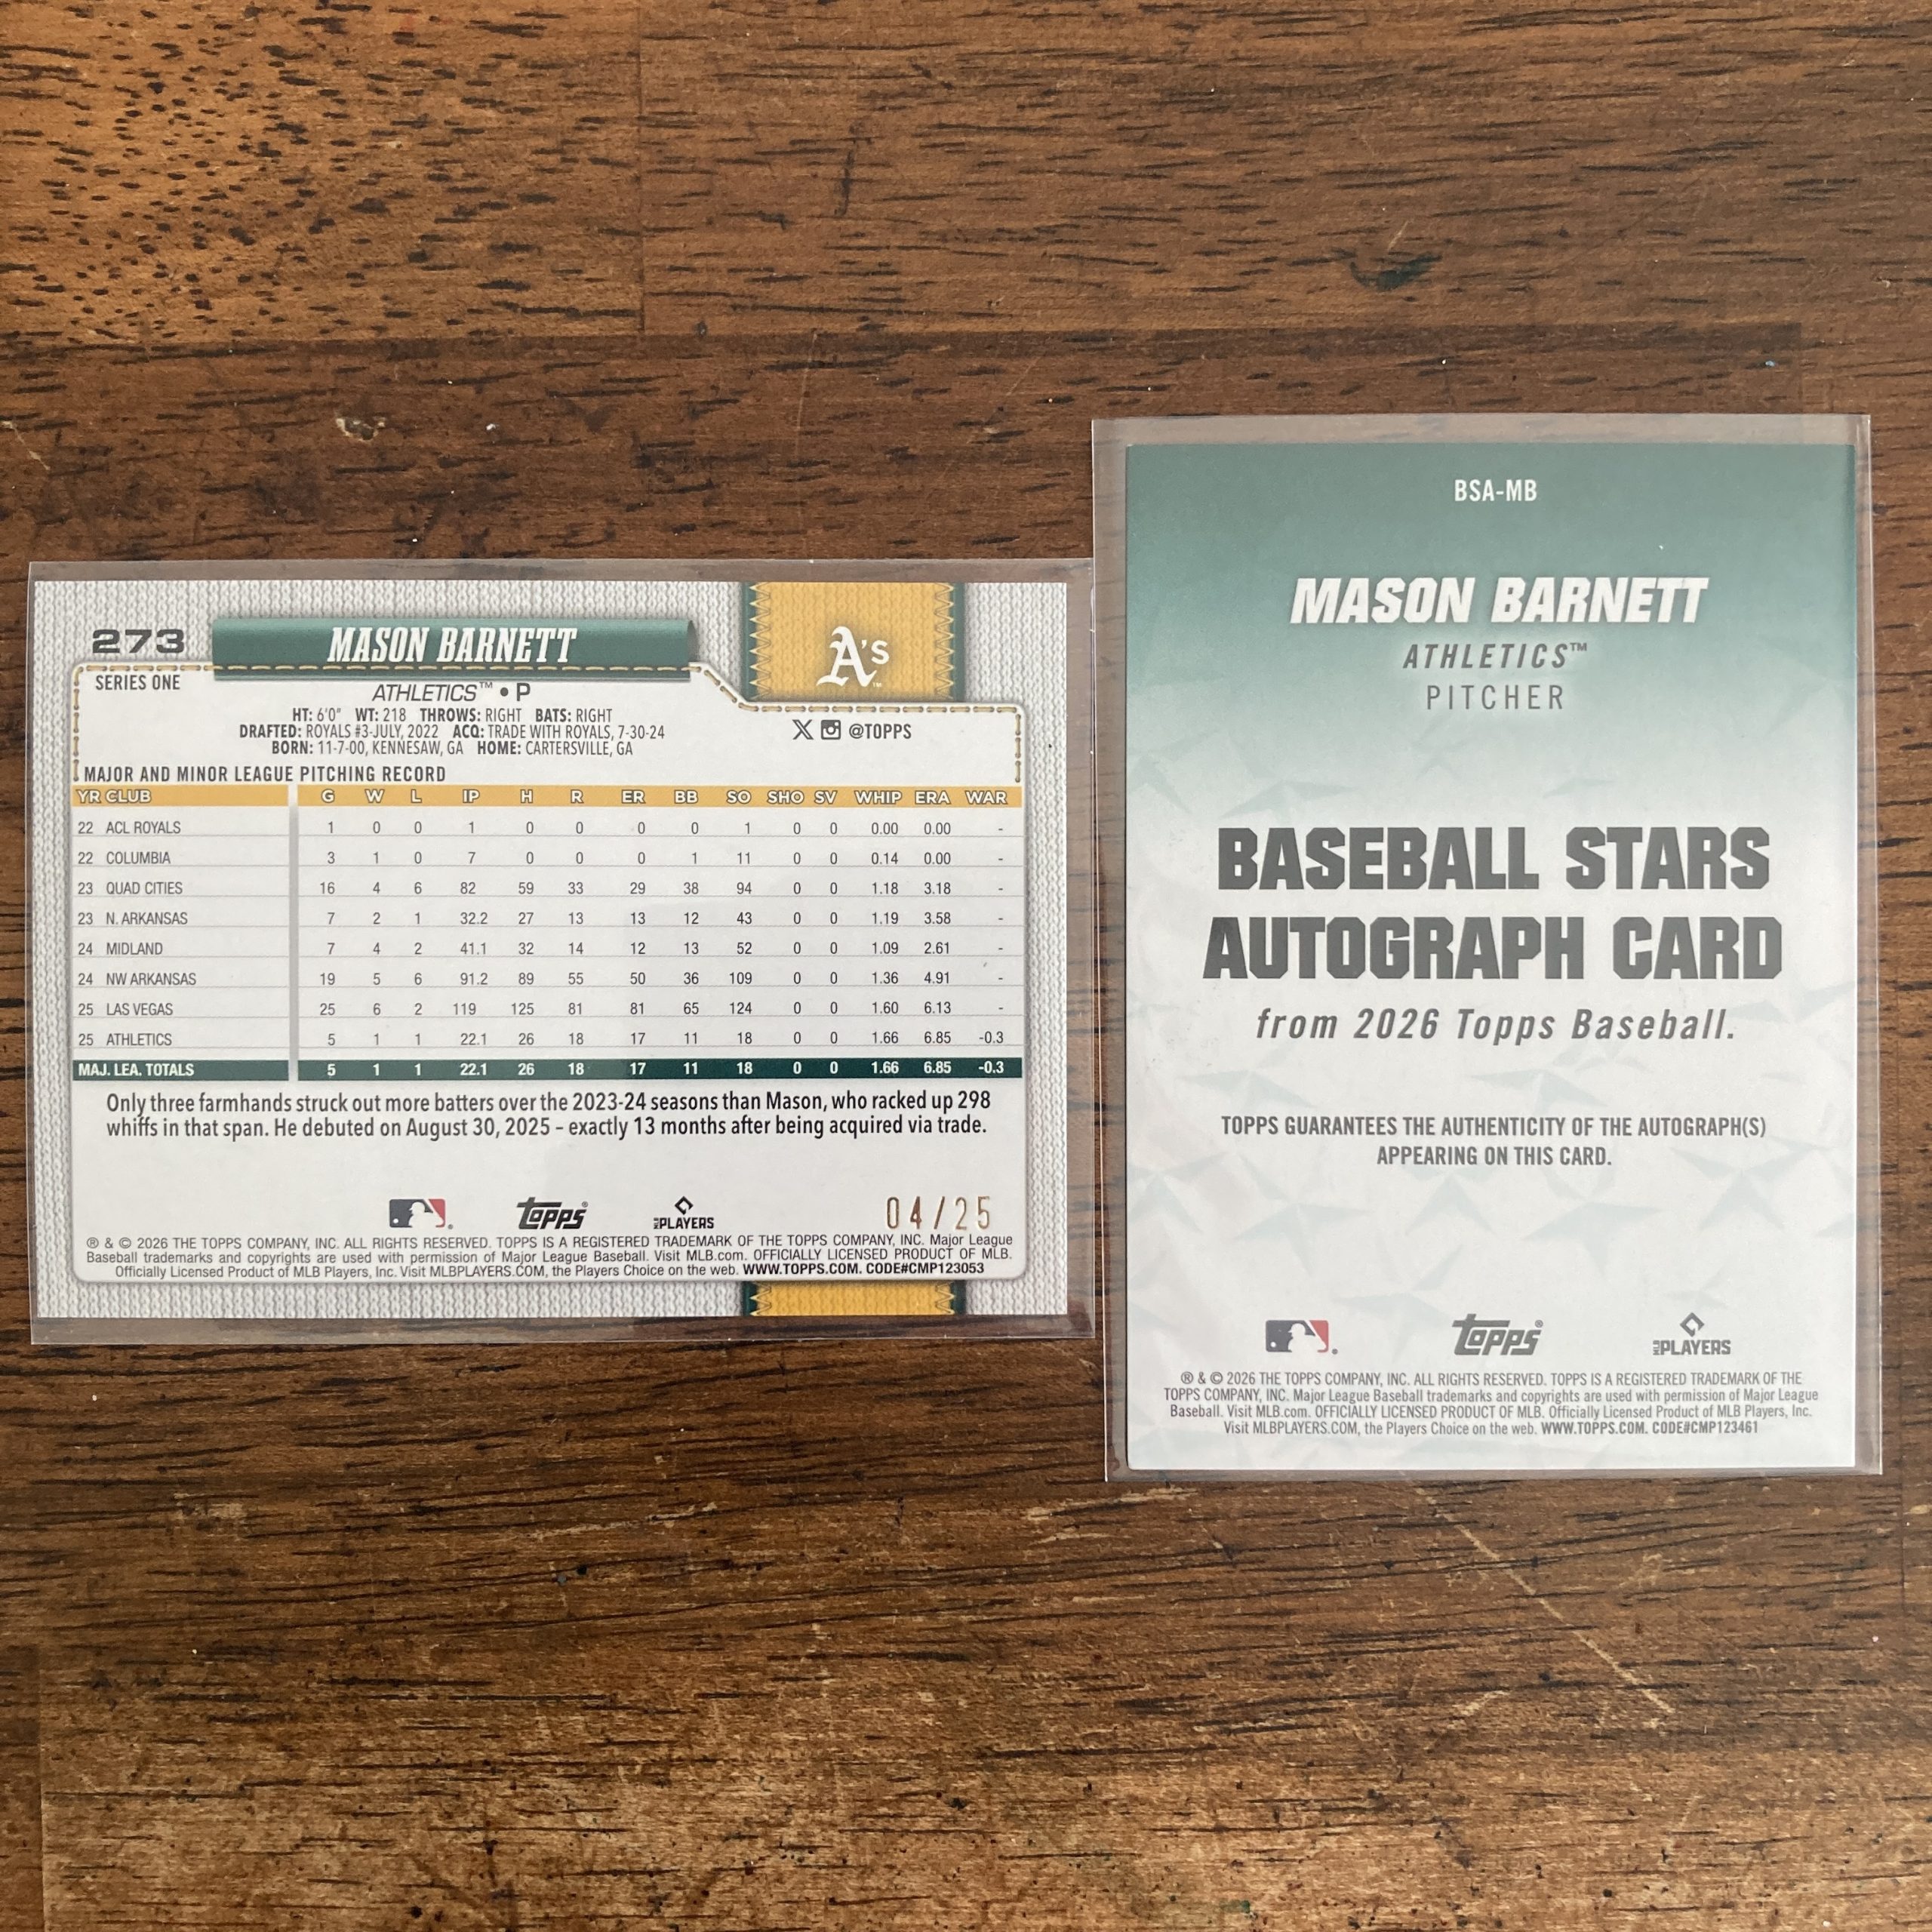 273
SERIES ONE
MASON BARNETT
A's
ATHLETICS™ • P
HT: 6'0" WT: 218 THROWS: RIGHT BATS: RIGHT
DRAFTED: ROYALS #3-JULY, 2022 ACQ: TRADE WITH ROYALS, 7-30-24
BORN: 11-7-00, KENNESAW, GA HOME: CARTERSVILLE, GA
@TOPPS
MAJOR AND MINOR LEAGUE PITCHING RECORD
YR CLUB G W L IP H R ER BB SO SHO SV WHIP ERA WAR
22 ACL ROYALS 1 0 0 1 0 0 0 0 1 0 0 0.00 0.00 -
22 COLUMBIA 3 1 0 7 0 0 0 1 11 0 0 0.14 0.00 -
23 QUAD CITIES 16 4 6 82 59 33 29 38 94 0 0 1.18 3.18 -
23 N. ARKANSAS 7 2 1 32.2 27 13 13 12 43 0 0 1.19 3.58 -
24 MIDLAND 7 4 2 41.1 32 14 12 13 52 0 0 1.09 2.61 -
24 NW ARKANSAS 19 5 6 91.2 89 55 50 36 109 0 0 1.36 4.91 -
25 LAS VEGAS 25 6 2 119 125 81 81 65 124 0 0 1.60 6.13 -
25 ATHLETICS 5 1 1 22.1 26 18 17 11 18 0 0 1.66 6.85 -0.3
MAJ. LEA. TOTALS 5 1 1 22.1 26 18 17 11 18 0 0 1.66 6.85 -0.3
Only three farmhands struck out more batters over the 2023-24 seasons than Mason, who racked up 298
whiffs in that span. He debuted on August 30, 2025 – exactly 13 months after being acquired via trade.
Topps® MLB PLAYERS 04/25
® & © 2026 THE TOPPS COMPANY, INC. ALL RIGHTS RESERVED. TOPPS IS A REGISTERED TRADEMARK OF THE TOPPS COMPANY, INC. Major League
Baseball trademarks and copyrights are used with permission of Major League Baseball. Visit MLB.com. OFFICIALLY LICENSED PRODUCT OF MLB.
Officially Licensed Product of MLB Players, Inc. Visit MLBPLAYERS.COM, the Players Choice on the web. WWW.TOPPS.COM. CODE#CMP123053
BSA-MB
MASON BARNETT
ATHLETICS™
PITCHER
BASEBALL STARS
AUTOGRAPH CARD
from 2026 Topps Baseball.
TOPPS GUARANTEES THE AUTHENTICITY OF THE AUTOGRAPH(S)
APPEARING ON THIS CARD.
Topps® MLB PLAYERS
® & © 2026 THE TOPPS COMPANY, INC. ALL RIGHTS RESERVED. TOPPS IS A REGISTERED TRADEMARK OF THE
TOPPS COMPANY, INC. Major League Baseball trademarks and copyrights are used with permission of Major League
Baseball. Visit MLB.com. OFFICIALLY LICENSED PRODUCT OF MLB. Officially Licensed Product of MLB Players, Inc.
Visit MLBPLAYERS.COM, the Players Choice on the web. WWW.TOPPS.COM. CODE#CMP123461